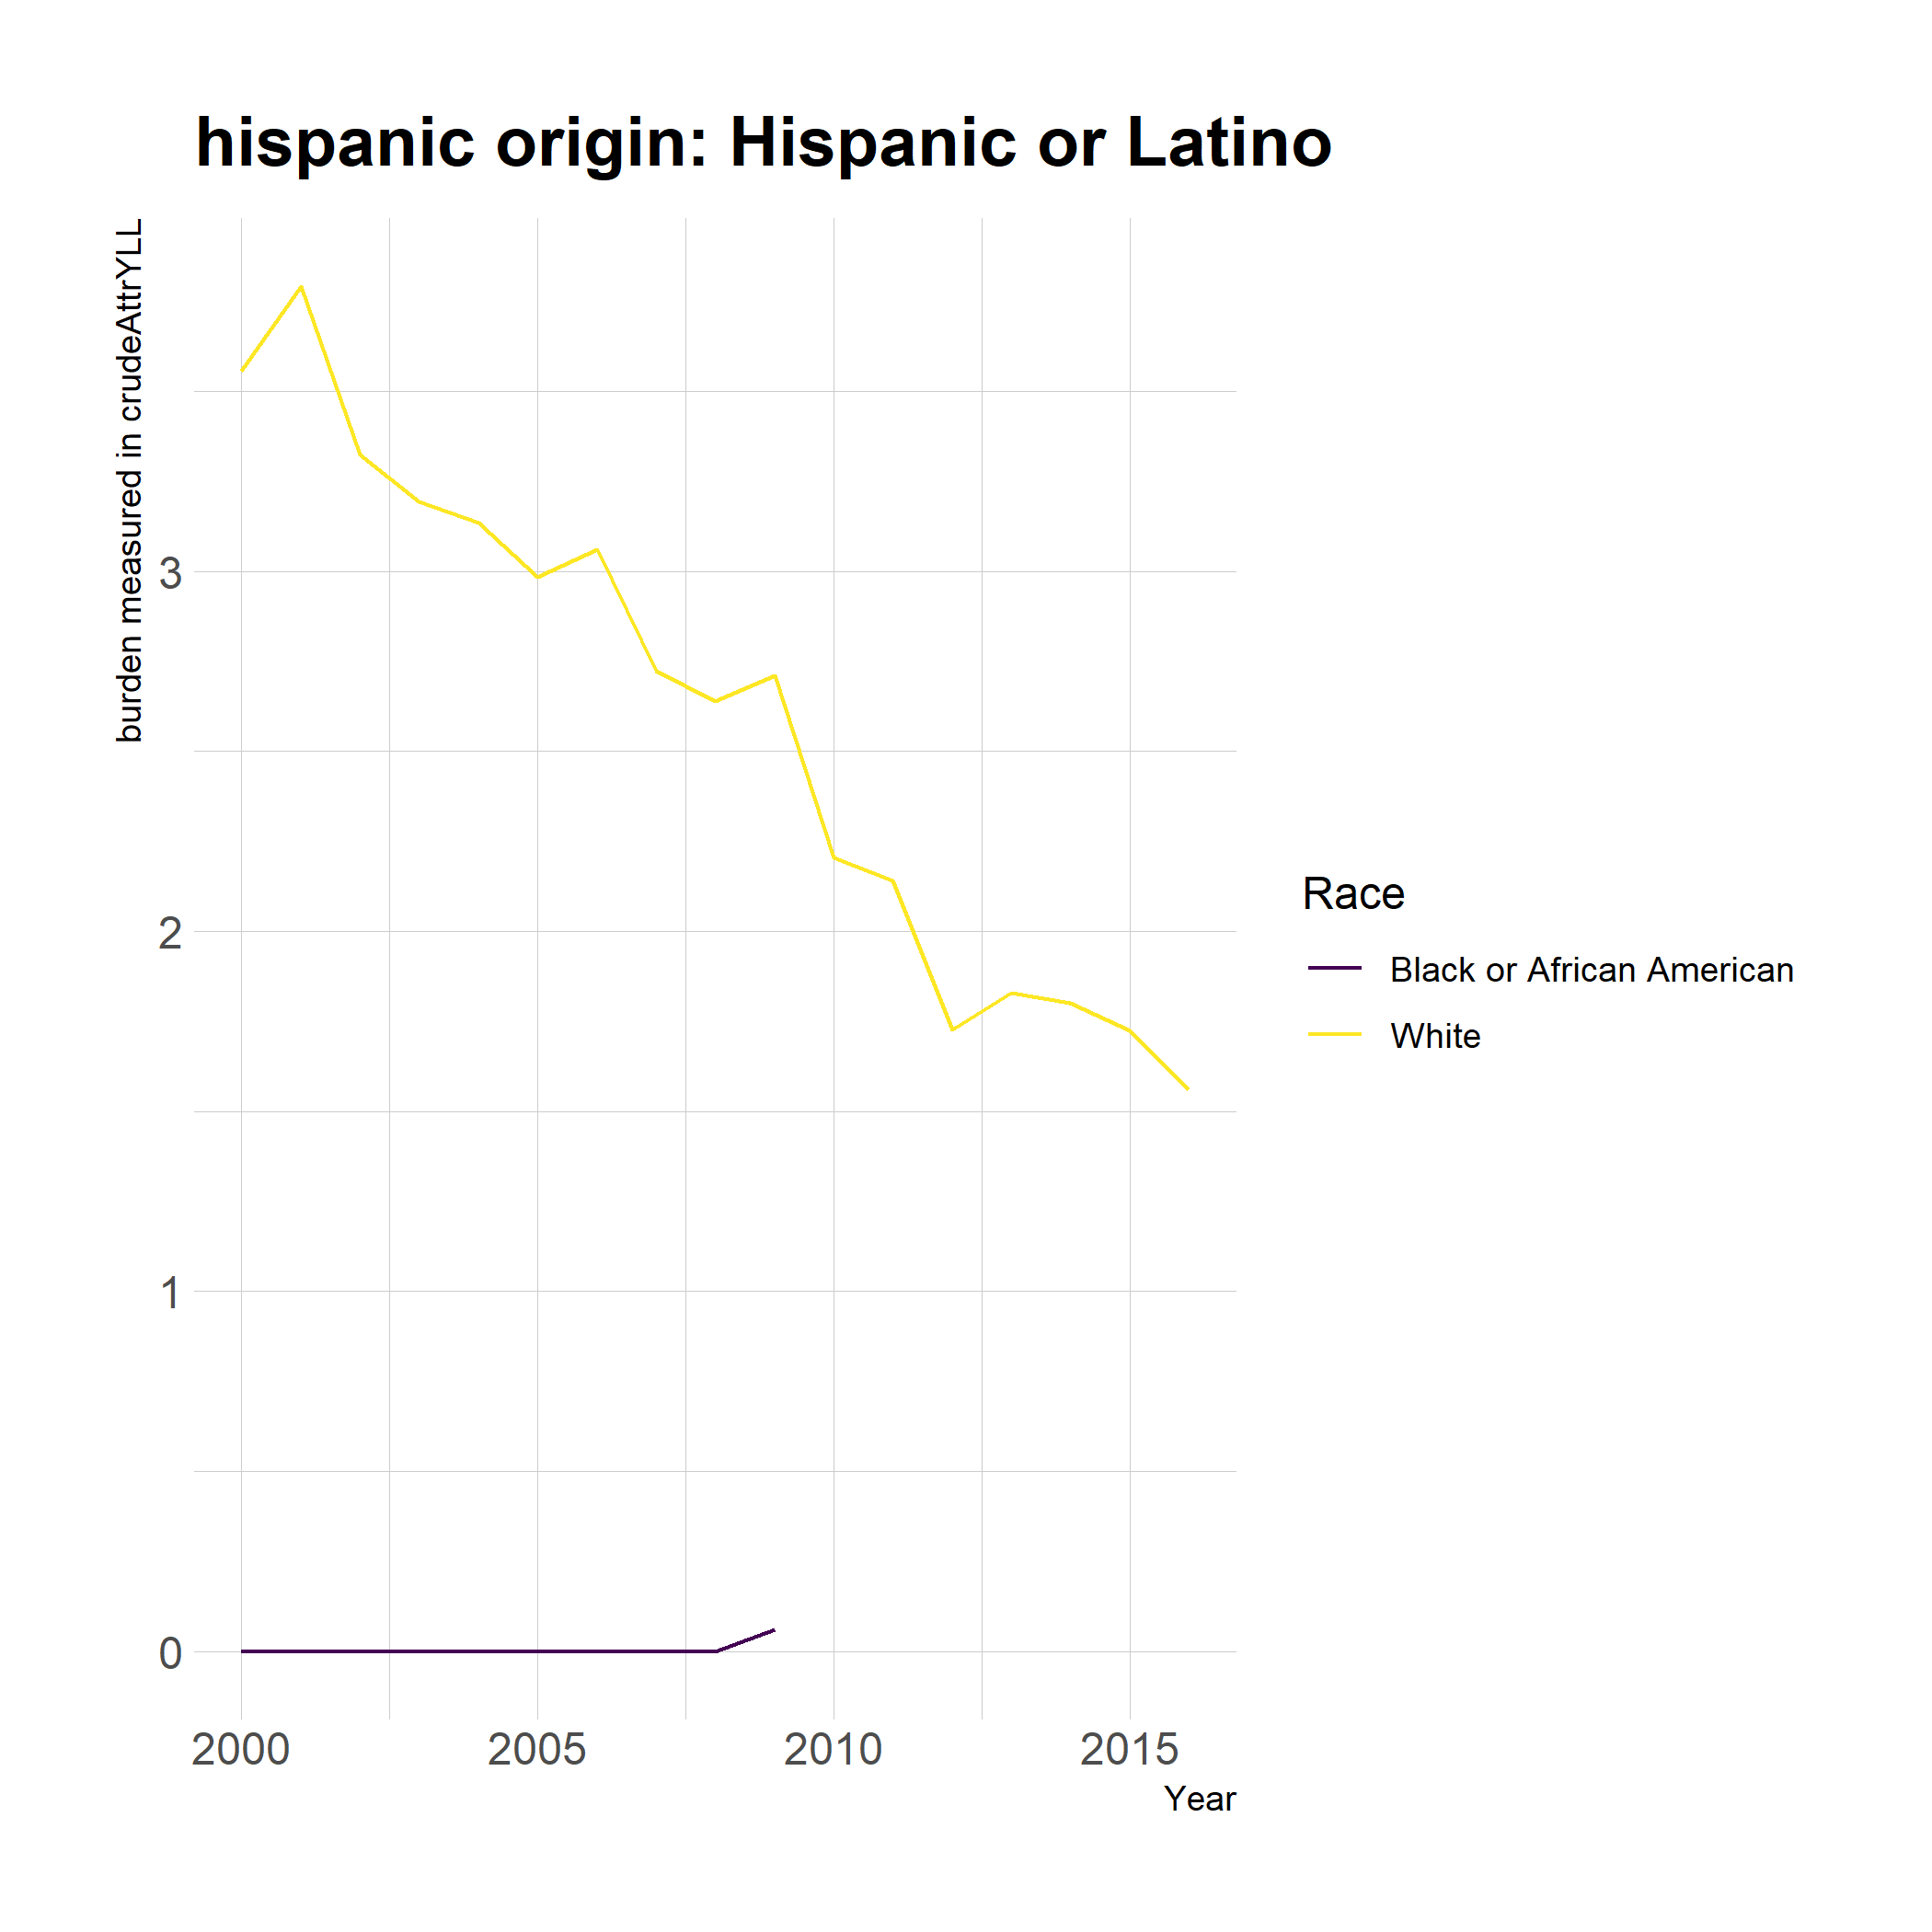 hispanic origin: Hispanic or Latino
burden measured in crudeAttrYLL
3
2
1
0
2000 2005 2010 2015
Year
Race
Black or African American
White